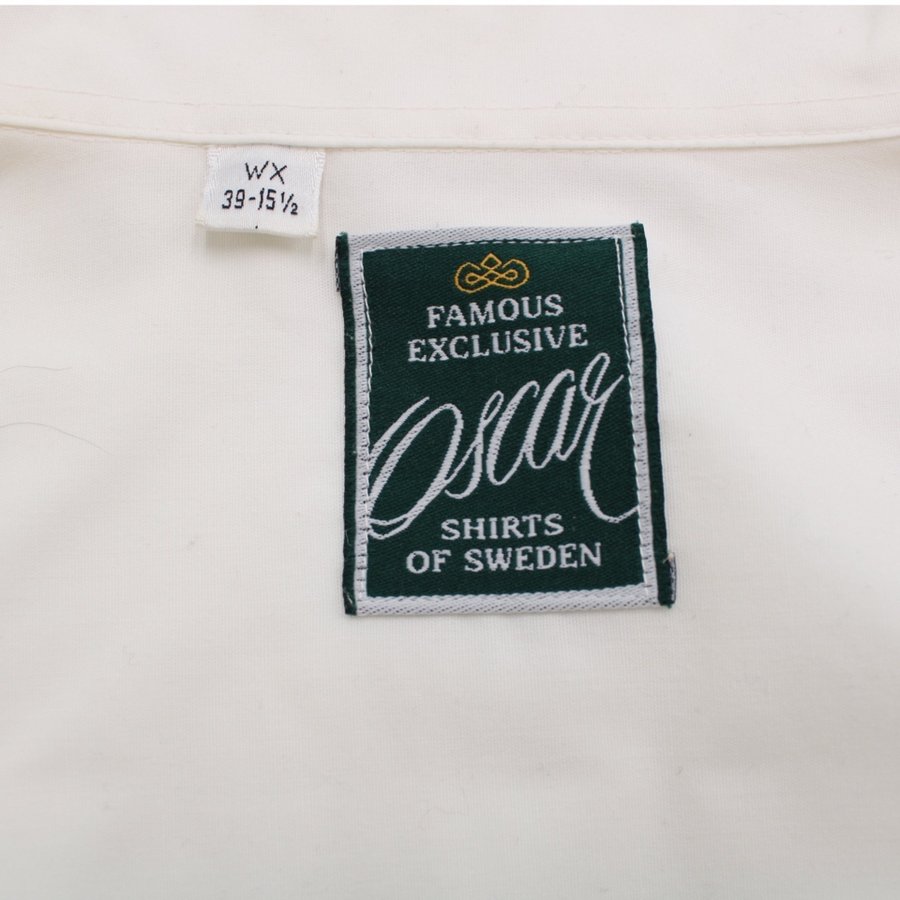 WX
39-15½
FAMOUS
EXCLUSIVE
Oscar
SHIRTS
OF SWEDEN